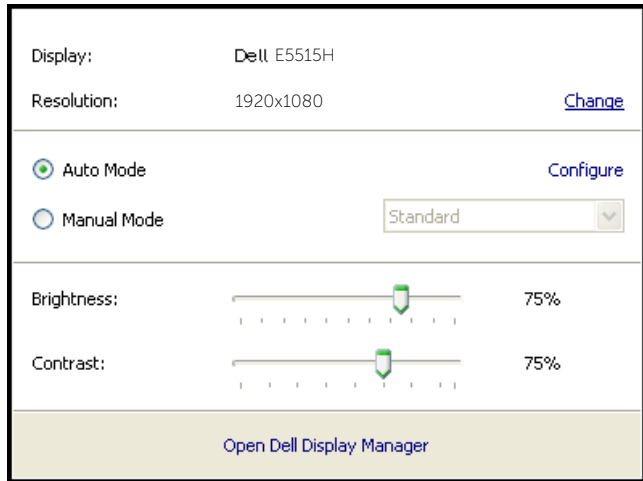 Display: Dell E5515H
Resolution: 1920x1080 Change
Auto Mode Configure
Manual Mode Standard
Brightness: 75%
Contrast: 75%
Open Dell Display Manager